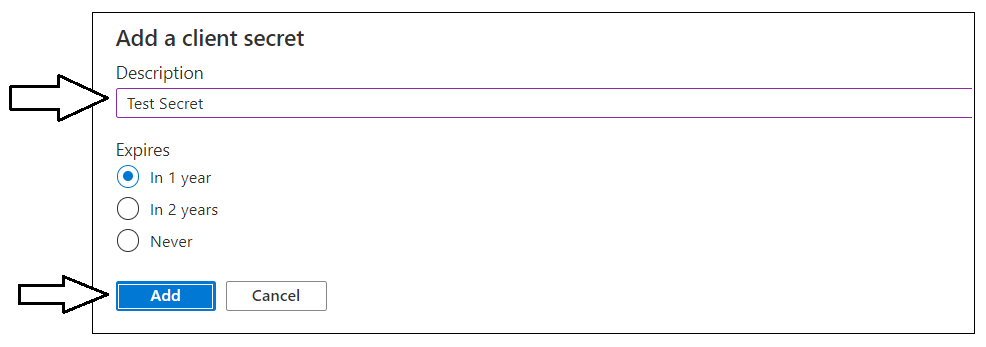 Add a client secret
Description
Test Secret
Expires
In 1 year
In 2 years
Never
Add Cancel